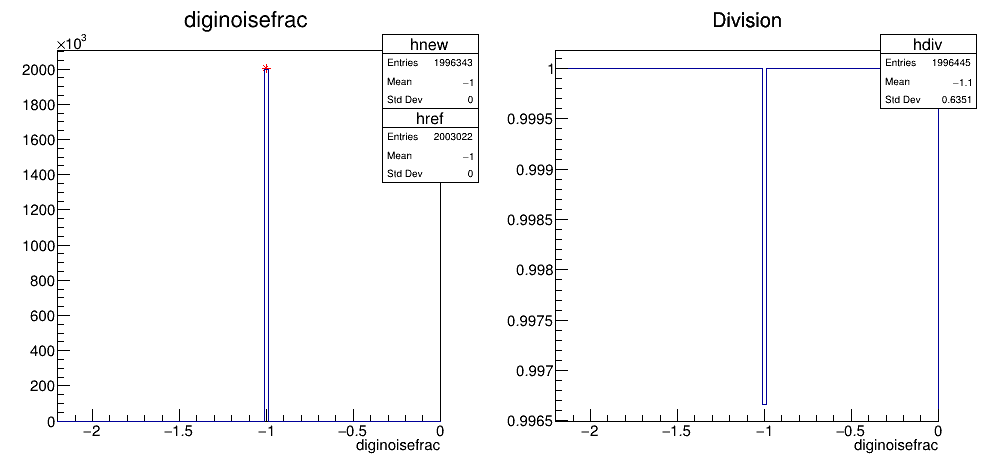 diginoisefrac
×10³
hnew
Entries 1996343
Mean −1
Std Dev 0
href
Entries 2003022
Mean −1
Std Dev 0
2000
1800
1600
1400
1200
1000
800
600
400
200
0
−2 −1.5 −1 −0.5 0
diginoisefrac
Division
hdiv
Entries 1996445
Mean −1.1
Std Dev 0.6351
1
0.9995
0.999
0.9985
0.998
0.9975
0.997
0.9965
−2 −1.5 −1 −0.5 0
diginoisefrac